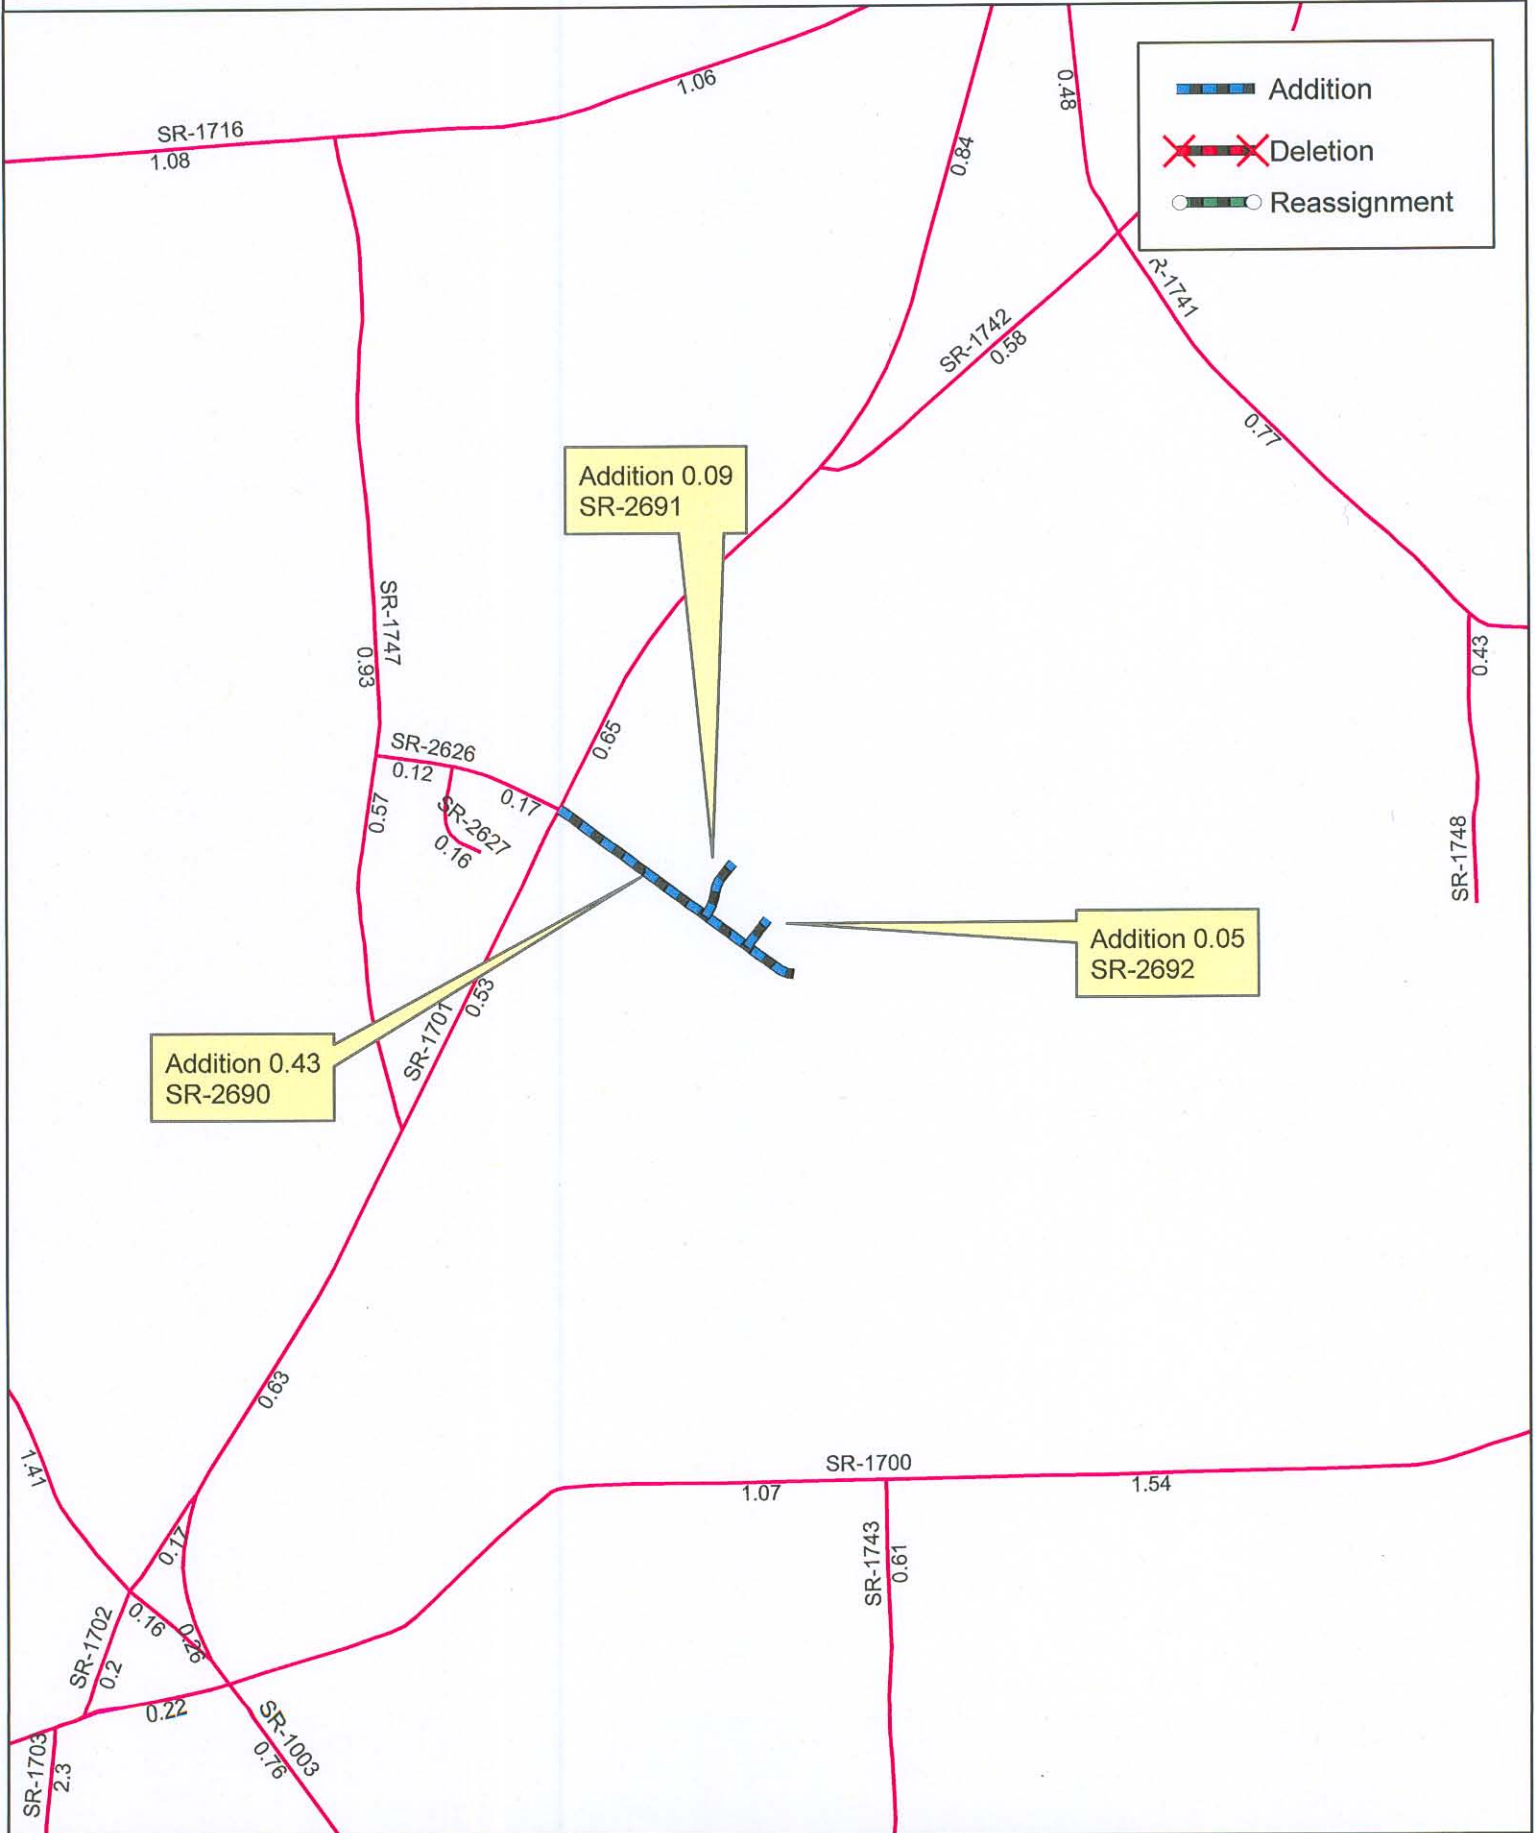 1.06
SR-1716
1.08
0.48
0.84
Addition
Deletion
Reassignment
R-1741
SR-1742
0.58
0.77
Addition 0.09
SR-2691
SR-1747
0.93
0.65
0.43
SR-2626
0.12
0.17
0.57
SR-2627
0.16
SR-1748
Addition 0.05
SR-2692
0.53
SR-1701
Addition 0.43
SR-2690
0.63
1.41
SR-1700
1.07
1.54
0.17
SR-1743
0.61
0.16
0.26
SR-1702
0.2
0.22
SR-1003
0.76
SR-1703
2.3